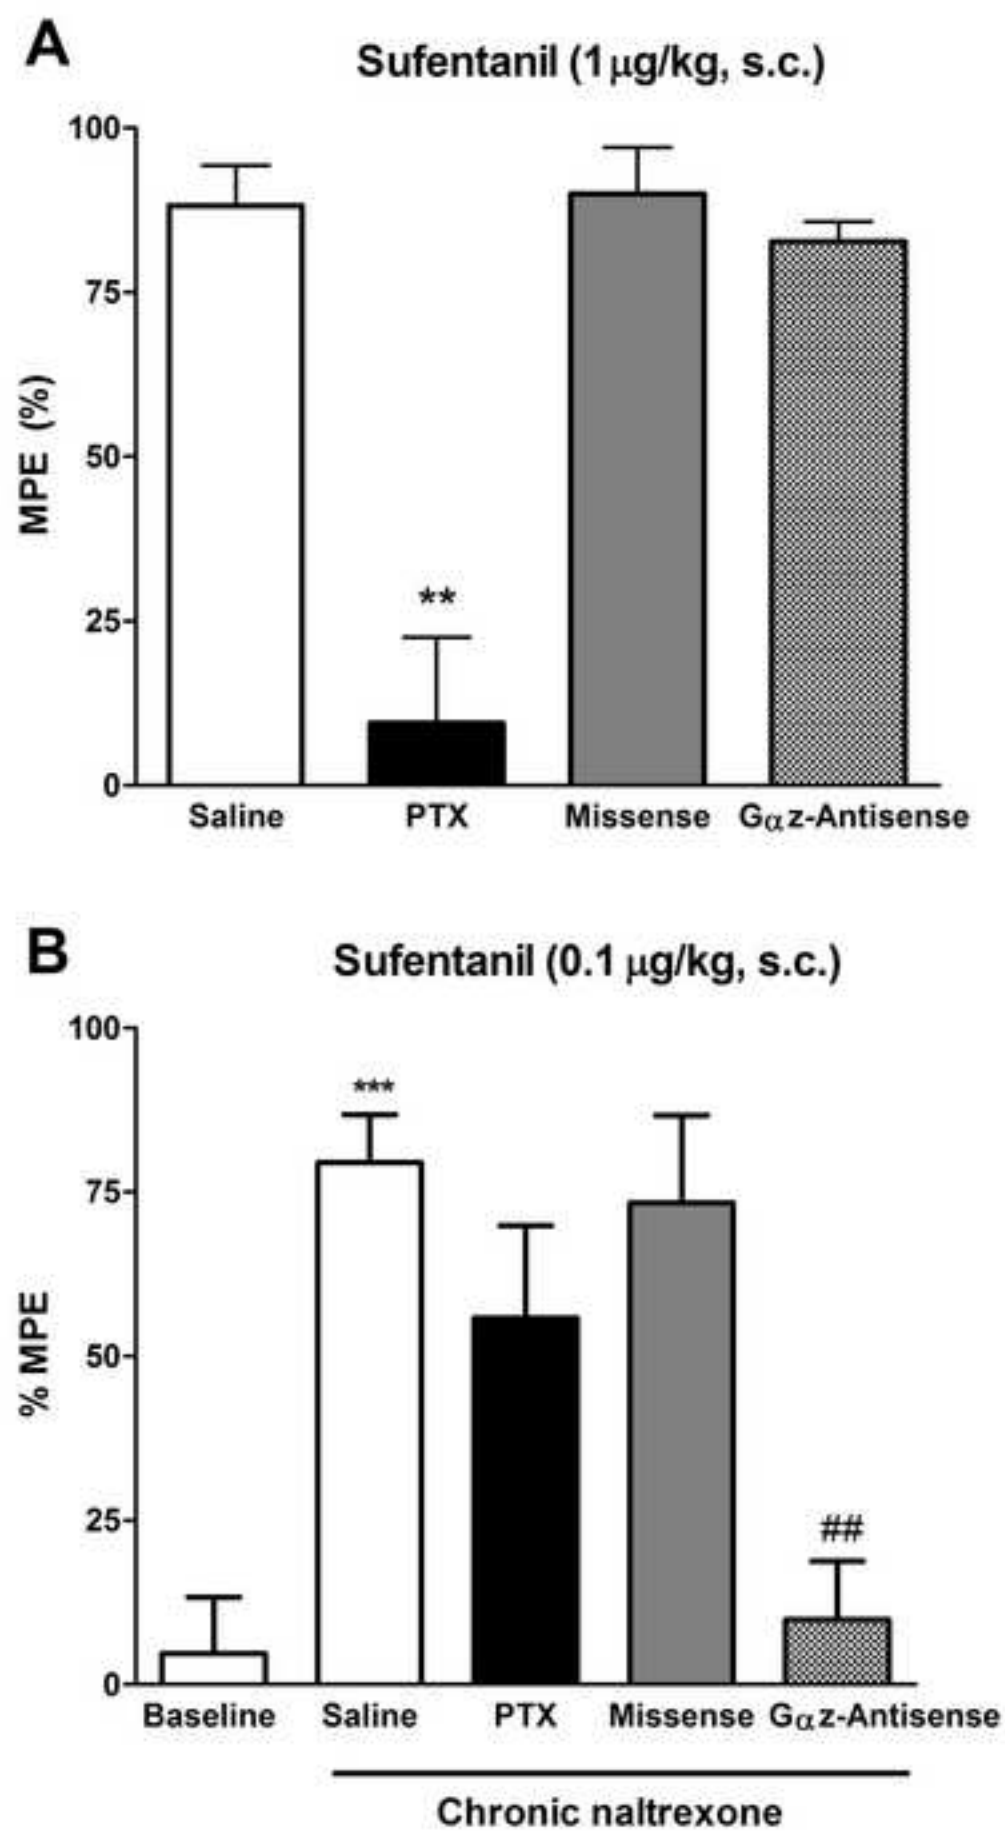 A
Sufentanil (1μg/kg, s.c.)
100
75
50
25
0
MPE (%)
**
Saline PTX Missense Gαz-Antisense
B
Sufentanil (0.1 μg/kg, s.c.)
100
75
50
25
0
% MPE
***
##
Baseline Saline PTX Missense Gαz-Antisense
Chronic naltrexone